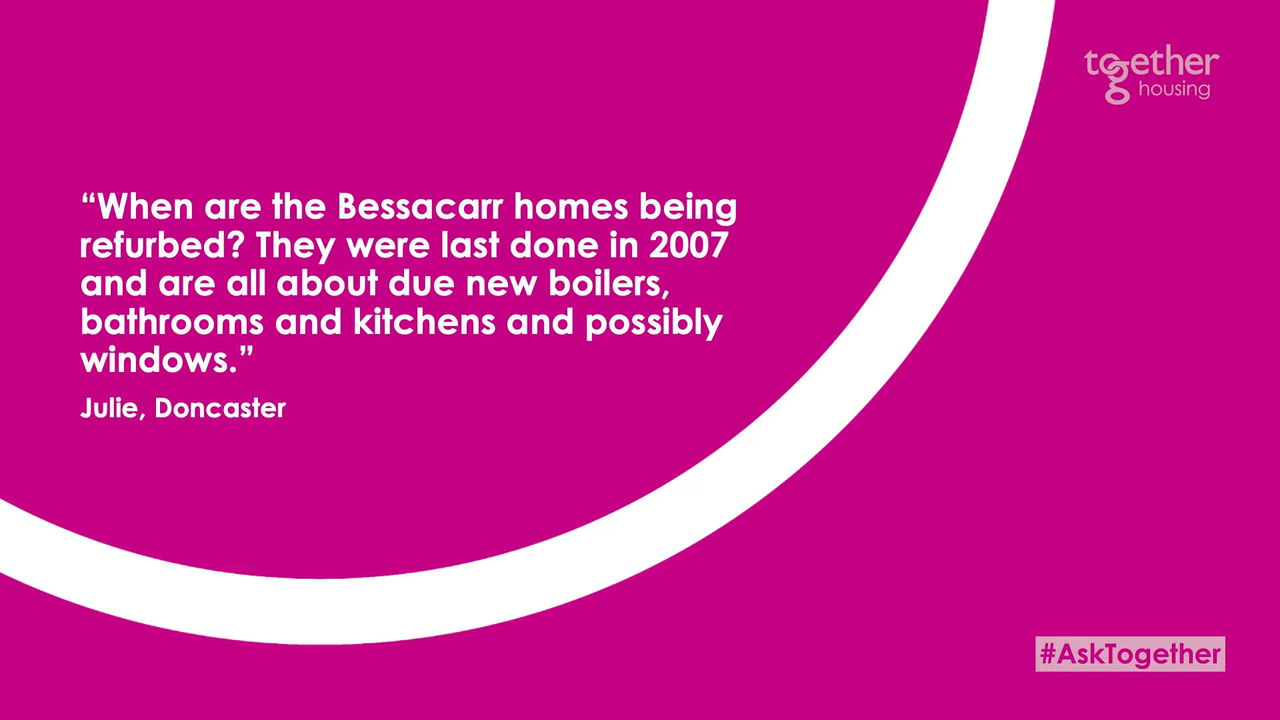 together
housing
“When are the Bessacarr homes being
refurbed? They were last done in 2007
and are all about due new boilers,
bathrooms and kitchens and possibly
windows.”
Julie, Doncaster
#AskTogether